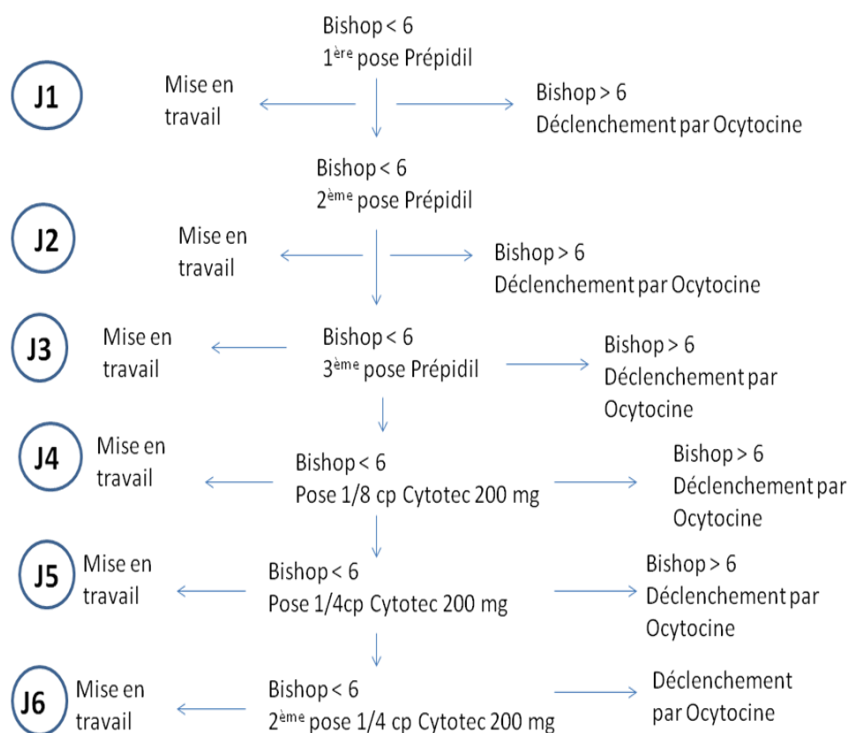 Bishop < 6
1ère pose Prépidil
J1
Mise en
travail
Bishop > 6
Déclenchement par Ocytocine
Bishop < 6
2ème pose Prépidil
J2
Mise en
travail
Bishop > 6
Déclenchement par Ocytocine
J3
Mise en
travail
Bishop < 6
3ème pose Prépidil
Bishop > 6
Déclenchement par
Ocytocine
J4
Mise en
travail
Bishop < 6
Pose 1/8 cp Cytotec 200 mg
Bishop > 6
Déclenchement par
Ocytocine
J5
Mise en
travail
Bishop < 6
Pose 1/4cp Cytotec 200 mg
Bishop > 6
Déclenchement par
Ocytocine
J6
Mise en
travail
Bishop < 6
2ème pose 1/4 cp Cytotec 200 mg
Déclenchement
par Ocytocine